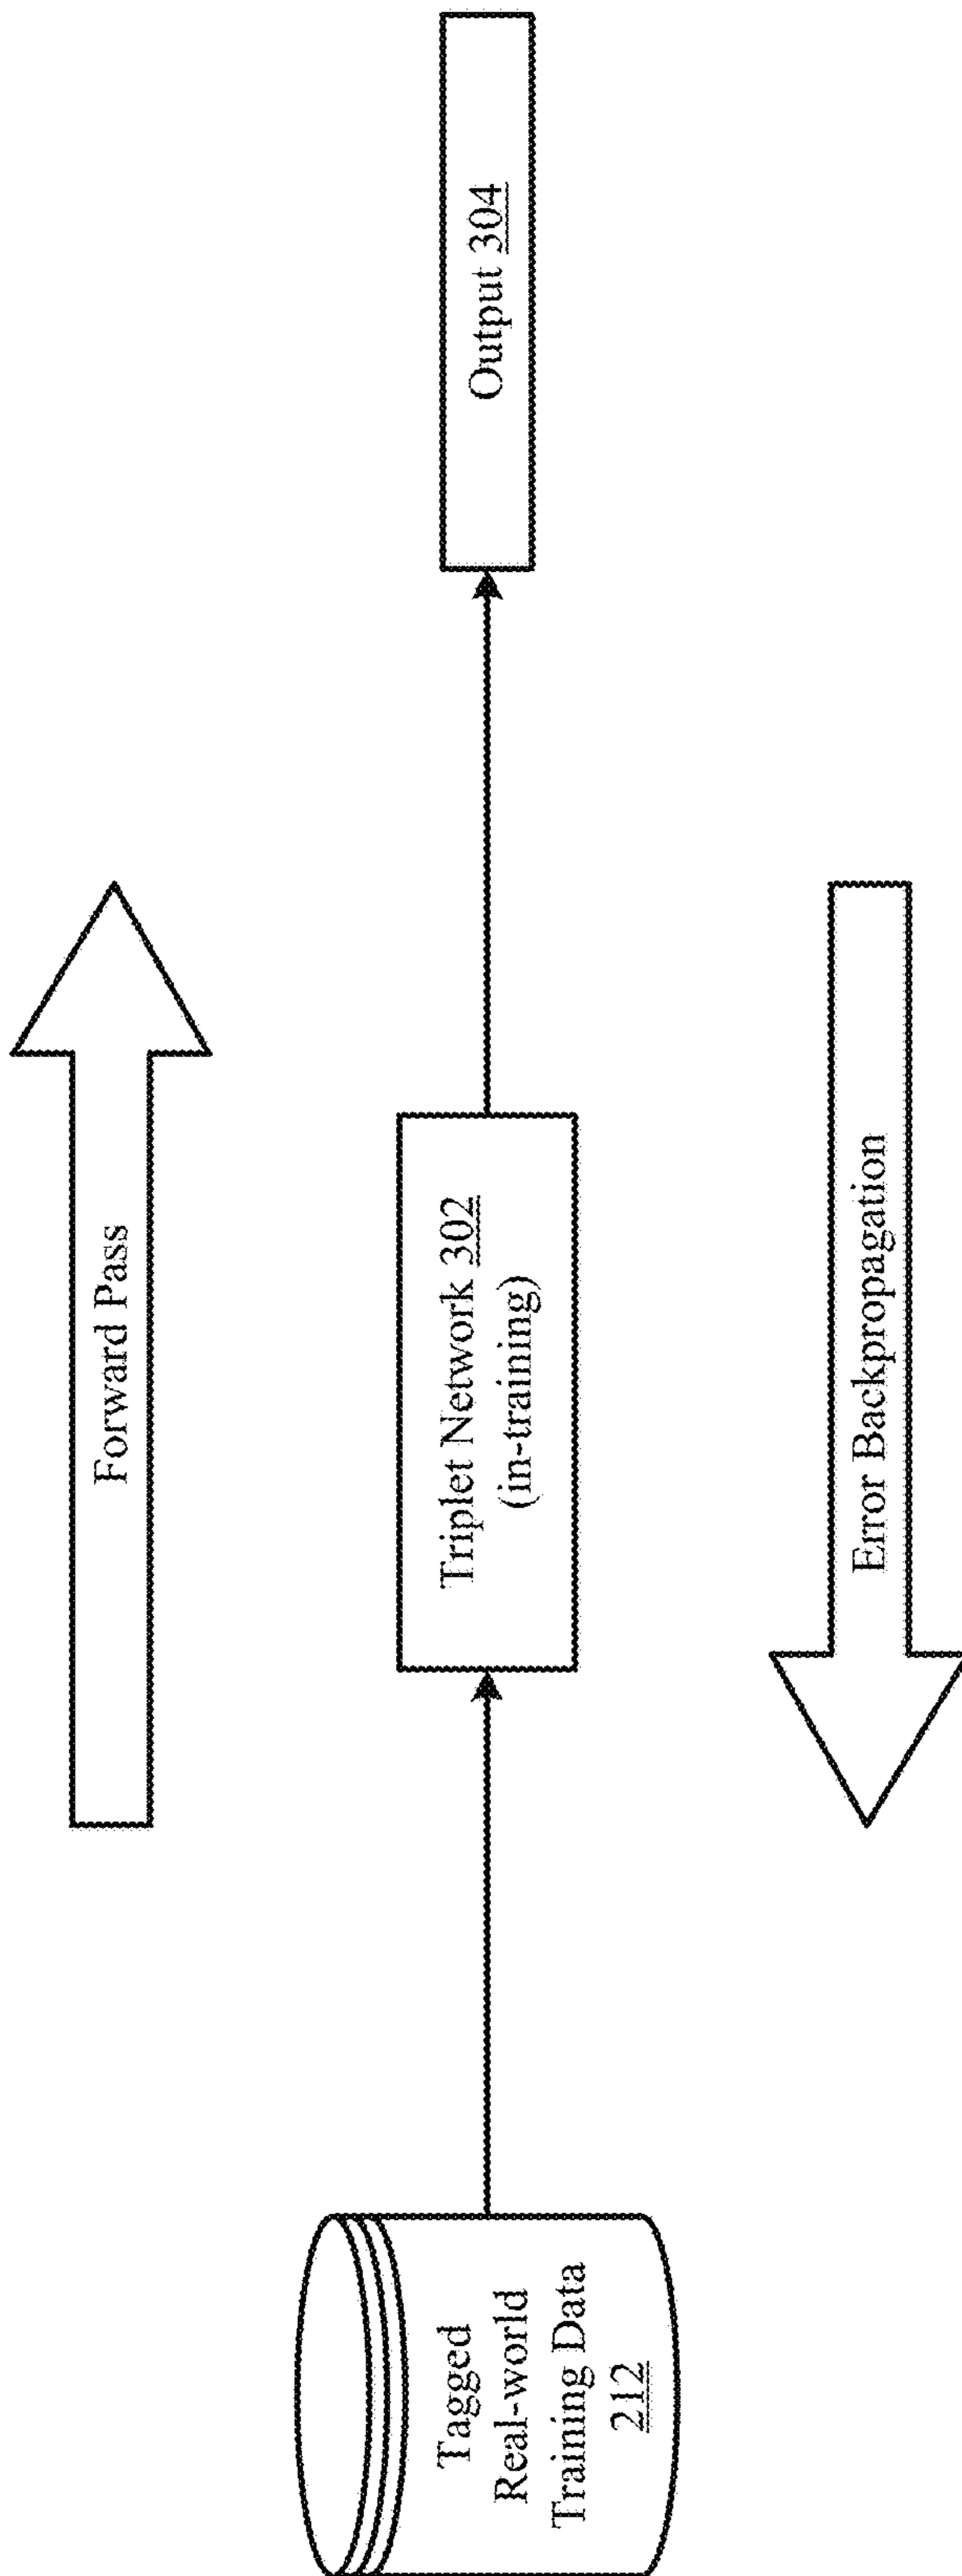 Forward Pass
Tagged
Real-world
Training Data
212
Triplet Network 302
(in-training)
Output 304
Error Backpropagation